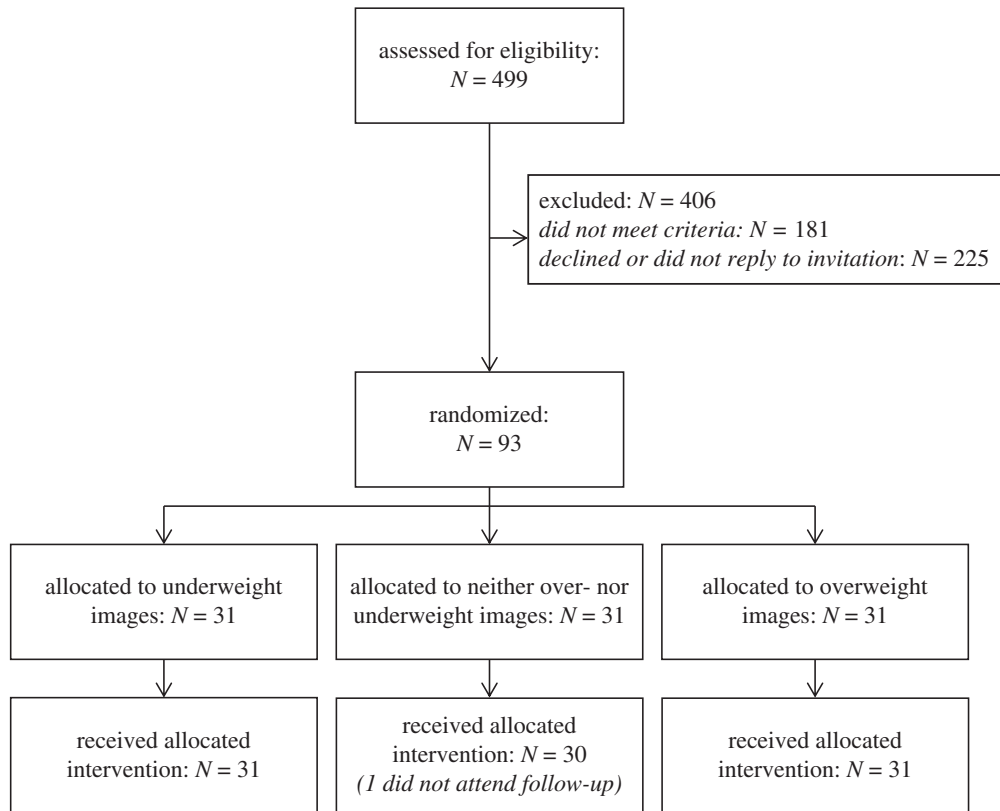 assessed for eligibility:
N = 499
excluded: N = 406
did not meet criteria: N = 181
declined or did not reply to invitation: N = 225
randomized:
N = 93
allocated to underweight
images: N = 31
allocated to neither over- nor
underweight images: N = 31
allocated to overweight
images: N = 31
received allocated
intervention: N = 31
received allocated
intervention: N = 30
(1 did not attend follow-up)
received allocated
intervention: N = 31